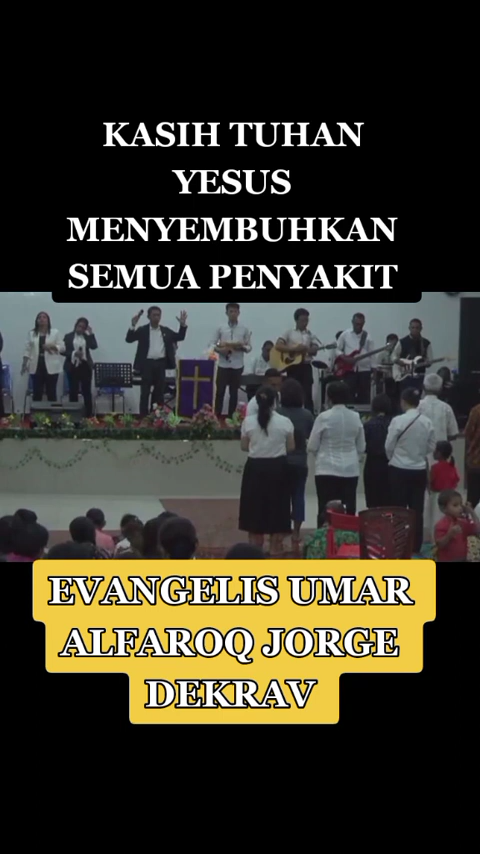 KASIH TUHAN
YESUS
MENYEMBUHKAN
SEMUA PENYAKIT
EVANGELIS UMAR
ALFAROQ JORGE
DEKRAV